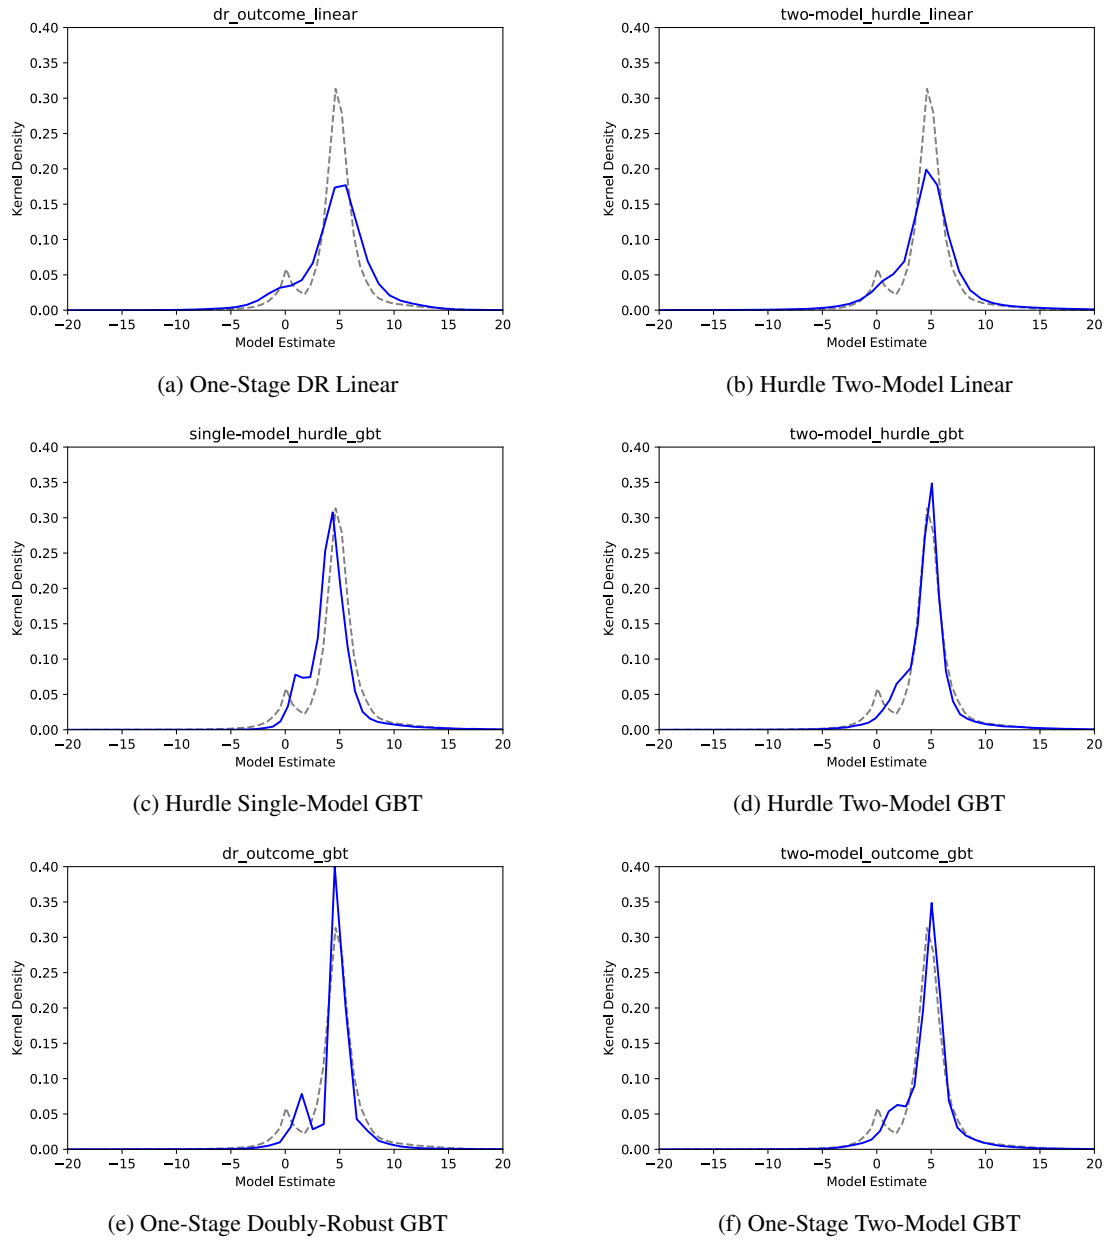 dr_outcome_linear
0.40
0.35
0.30
0.25
0.20
0.15
0.10
0.05
0.00
Kernel Density
−20 −15 −10 −5 0 5 10 15 20
Model Estimate
(a) One-Stage DR Linear
two-model_hurdle_linear
0.40
0.35
0.30
0.25
0.20
0.15
0.10
0.05
0.00
Kernel Density
−20 −15 −10 −5 0 5 10 15 20
Model Estimate
(b) Hurdle Two-Model Linear
single-model_hurdle_gbt
0.40
0.35
0.30
0.25
0.20
0.15
0.10
0.05
0.00
Kernel Density
−20 −15 −10 −5 0 5 10 15 20
Model Estimate
(c) Hurdle Single-Model GBT
two-model_hurdle_gbt
0.40
0.35
0.30
0.25
0.20
0.15
0.10
0.05
0.00
Kernel Density
−20 −15 −10 −5 0 5 10 15 20
Model Estimate
(d) Hurdle Two-Model GBT
dr_outcome_gbt
0.40
0.35
0.30
0.25
0.20
0.15
0.10
0.05
0.00
Kernel Density
−20 −15 −10 −5 0 5 10 15 20
Model Estimate
(e) One-Stage Doubly-Robust GBT
two-model_outcome_gbt
0.40
0.35
0.30
0.25
0.20
0.15
0.10
0.05
0.00
Kernel Density
−20 −15 −10 −5 0 5 10 15 20
Model Estimate
(f) One-Stage Two-Model GBT